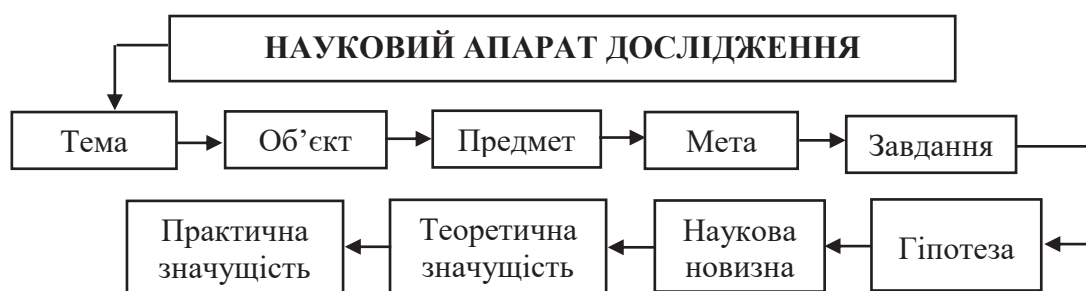 НАУКОВИЙ АПАРАТ ДОСЛІДЖЕННЯ
Тема
Об’єкт
Предмет
Мета
Завдання
Практична
значущість
Теоретична
значущість
Наукова
новизна
Гіпотеза